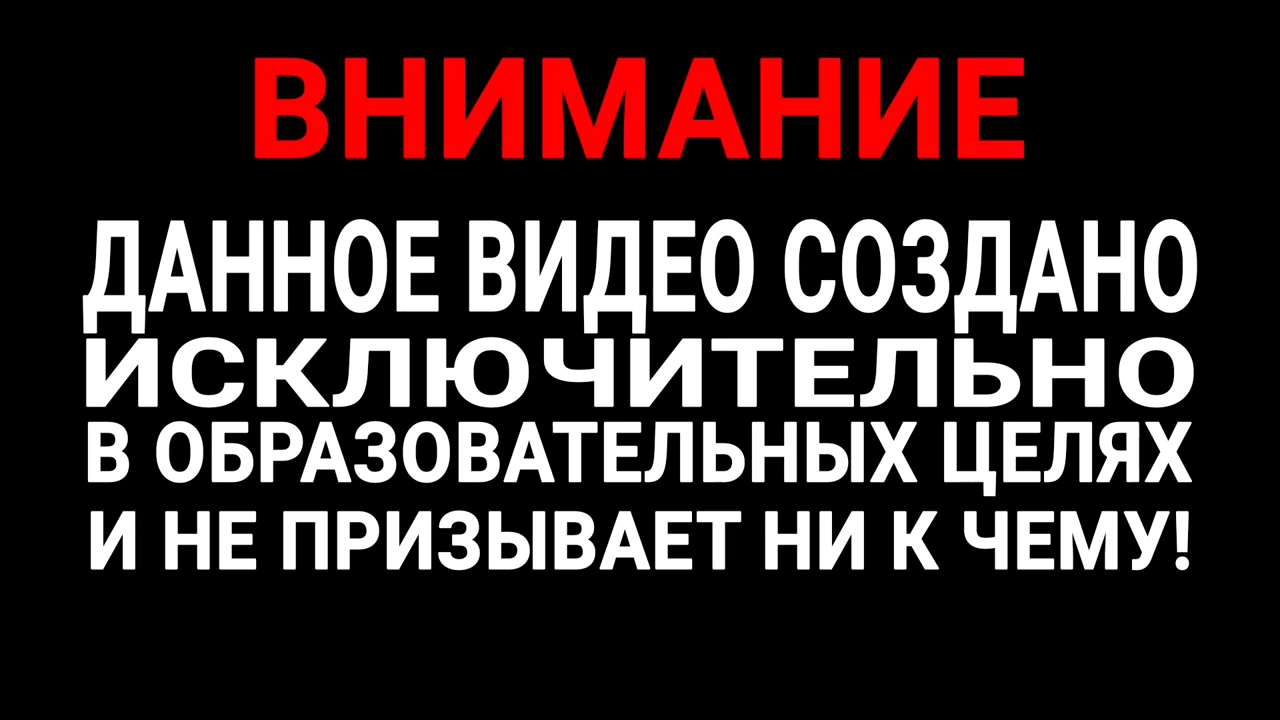 ВНИМАНИЕ
ДАННОЕ ВИДЕО СОЗДАНО
ИСКЛЮЧИТЕЛЬНО
В ОБРАЗОВАТЕЛЬНЫХ ЦЕЛЯХ
И НЕ ПРИЗЫВАЕТ НИ К ЧЕМУ!